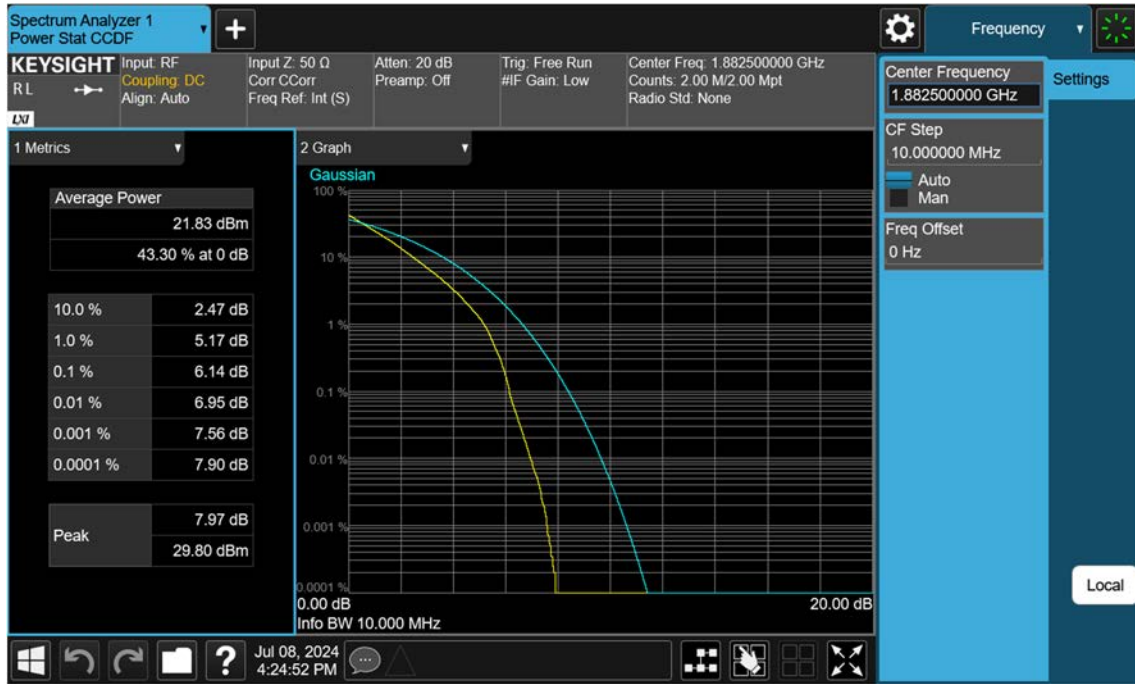 Spectrum Analyzer 1
Power Stat CCDF
+
Frequency
KEYSIGHT
R L
LXI
Input: RF
Coupling: DC
Align: Auto
Input Z: 50 Ω
Corr CCorr
Freq Ref: Int (S)
Atten: 20 dB
Preamp: Off
Trig: Free Run
#IF Gain: Low
Center Freq: 1.882500000 GHz
Counts: 2.00 M/2.00 Mpt
Radio Std: None
Center Frequency
1.882500000 GHz
Settings
CF Step
10.000000 MHz
Auto
Man
Freq Offset
0 Hz
1 Metrics
Average Power
21.83 dBm
43.30 % at 0 dB
10.0 % 2.47 dB
1.0 % 5.17 dB
0.1 % 6.14 dB
0.01 % 6.95 dB
0.001 % 7.56 dB
0.0001 % 7.90 dB
Peak
7.97 dB
29.80 dBm
2 Graph
Gaussian
100 %
10 %
1 %
0.1 %
0.01 %
0.001 %
0.0001 %
0.00 dB 20.00 dB
Info BW 10.000 MHz
Local
?
Jul 08, 2024
4:24:52 PM